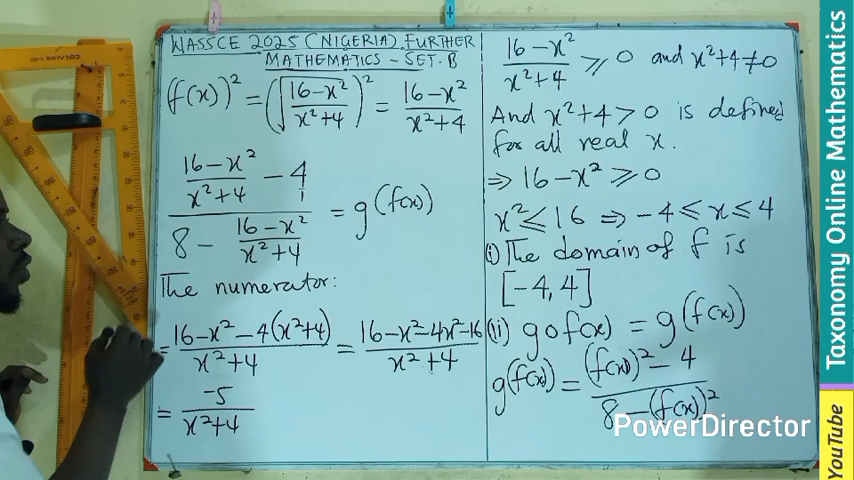 WASSCE 2025 (NIGERIA) FURTHER
MATHEMATICS - SET. B
(f(x))² = (√((16-x²)/(x²+4)))² = (16-x²)/(x²+4)
((16-x²)/(x²+4) - 4/1)/(8 - (16-x²)/(x²+4)) = g(f(x))
The numerator:
= (16-x²-4(x²+4))/(x²+4) = (16-x²-4x²-16)/(x²+4)
= -5/(x²+4)
(16-x²)/(x²+4) ⩾ 0 and x²+4≠0
And x²+4 > 0 is defined
for all real x.
⇒ 16-x² ⩾ 0
x² ⩽ 16 ⇒ -4 ⩽ x ⩽ 4
(i) The domain of f is
[-4, 4]
(ii) gof(x) = g(f(x))
g(f(x)) = ((f(x))² - 4)/(8-(f(x))²)
PowerDirector
Taxonomy Online Mathematics
YouTube